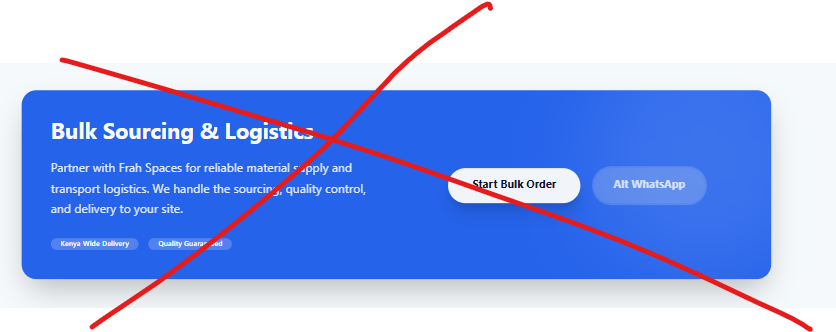 Bulk Sourcing & Logistics
Partner with Frah Spaces for reliable material supply and
transport logistics. We handle the sourcing, quality control,
and delivery to your site.
Start Bulk Order
Alt WhatsApp
Kenya Wide Delivery
Quality Guaranteed